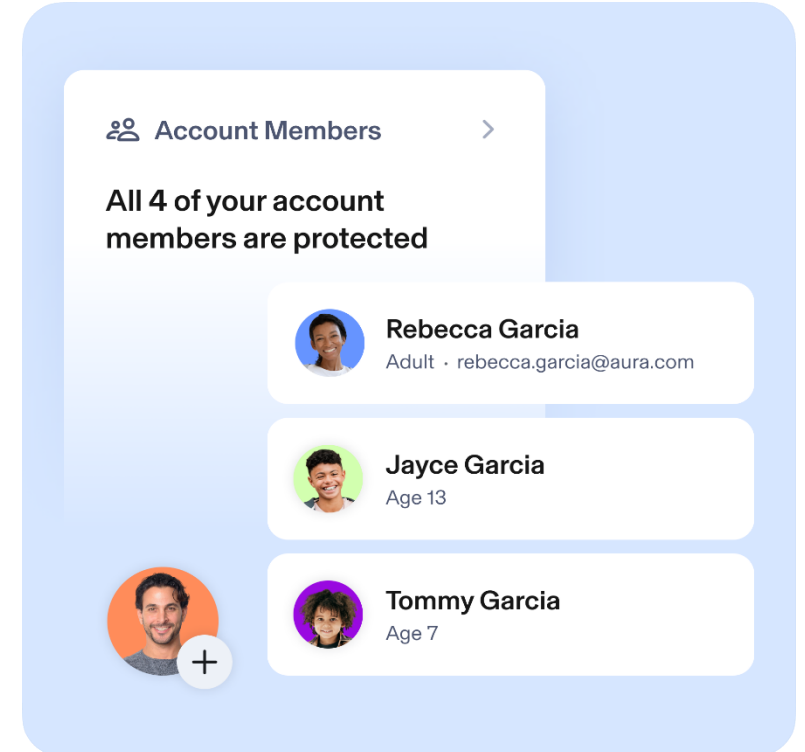 Account Members
All 4 of your account
members are protected
Rebecca Garcia
Adult · rebecca.garcia@aura.com
Jayce Garcia
Age 13
Tommy Garcia
Age 7